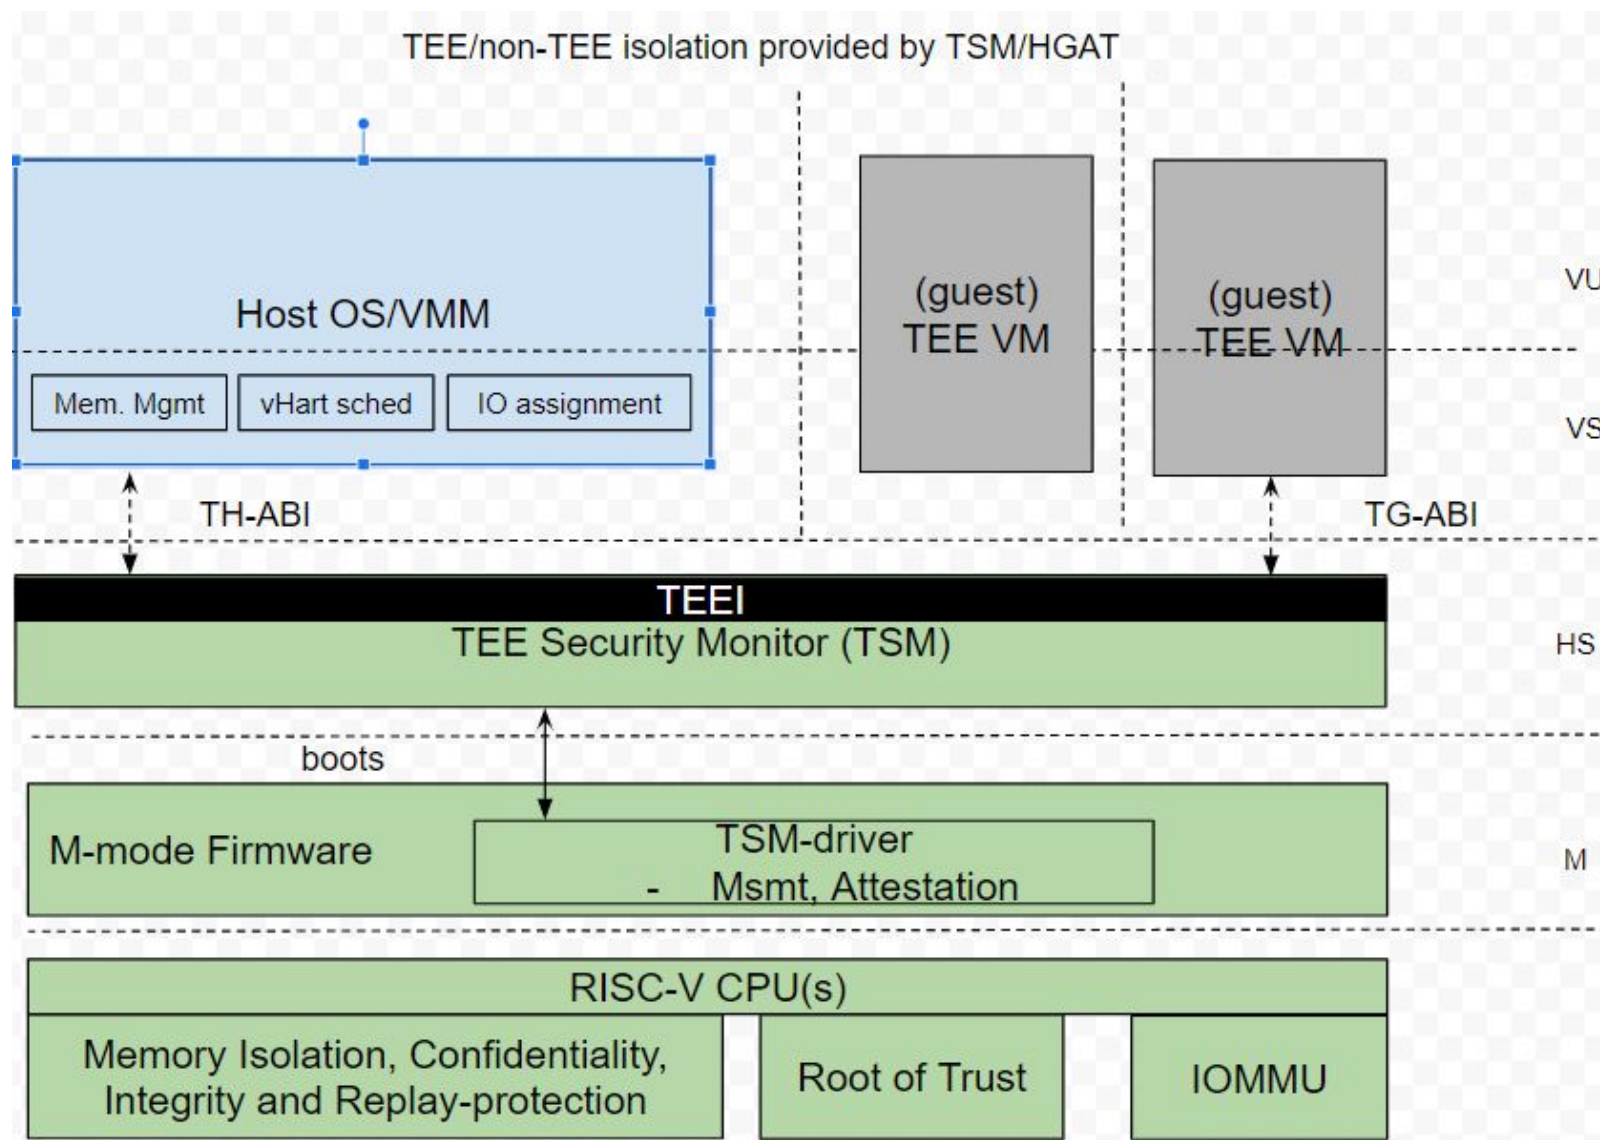 TEE/non-TEE isolation provided by TSM/HGAT
Host OS/VMM
Mem. Mgmt
vHart sched
IO assignment
(guest)
TEE VM
(guest)
TEE VM
VU
VS
TH-ABI
TG-ABI
TEEI
TEE Security Monitor (TSM)
HS
boots
M-mode Firmware
TSM-driver
- Msmt, Attestation
M
RISC-V CPU(s)
Memory Isolation, Confidentiality,
Integrity and Replay-protection
Root of Trust
IOMMU